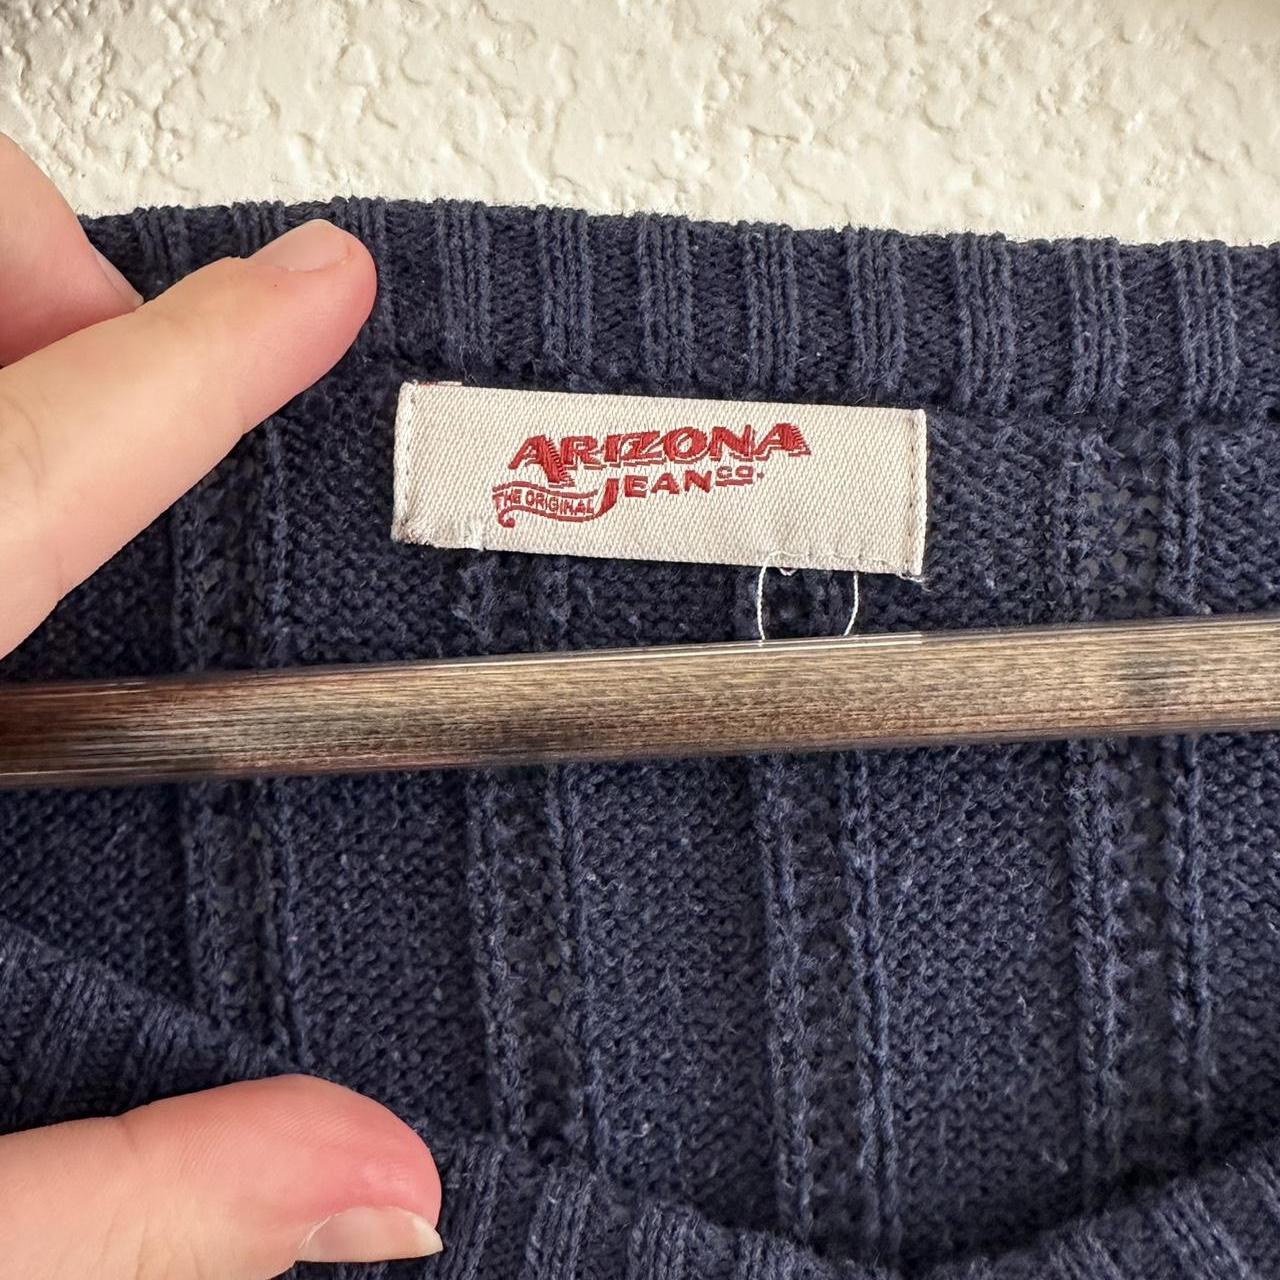 ARIZONA
JEAN CO.
THE ORIGINAL